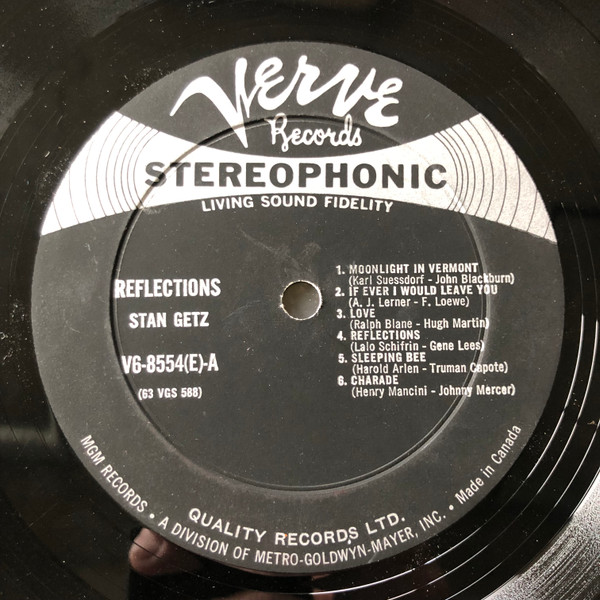 Verve
Records
STEREOPHONIC
LIVING SOUND FIDELITY
REFLECTIONS
STAN GETZ
V6-8554(E)-A
(63 VGS 588)
1. MOONLIGHT IN VERMONT
(Karl Suessdorf - John Blackburn)
2. IF EVER I WOULD LEAVE YOU
(A. J. Lerner - F. Loewe)
3. LOVE
(Ralph Blane - Hugh Martin)
4. REFLECTIONS
(Lalo Schifrin - Gene Lees)
5. SLEEPING BEE
(Harold Arlen - Truman Capote)
6. CHARADE
(Henry Mancini - Johnny Mercer)
QUALITY RECORDS LTD.
MGM RECORDS • A DIVISION OF METRO-GOLDWYN-MAYER, INC. • Made in Canada